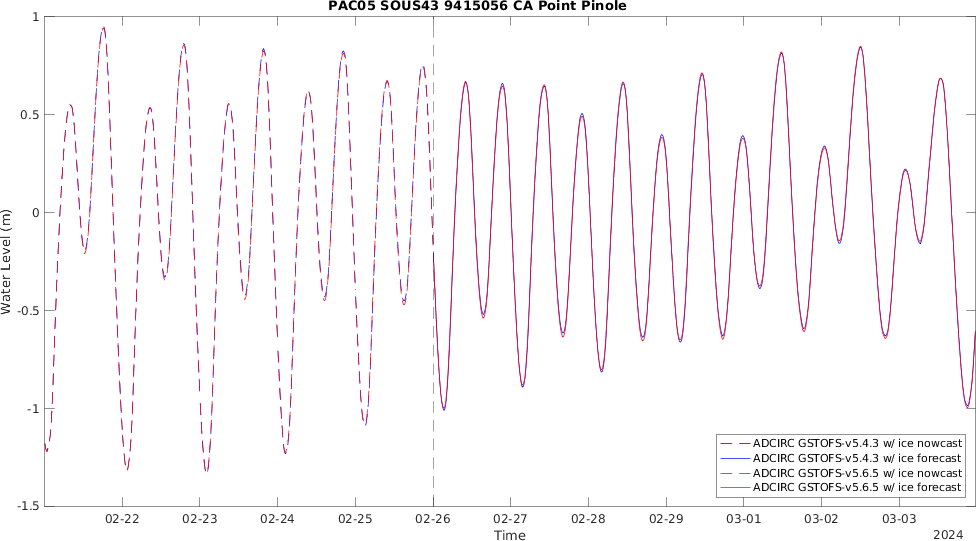 PAC05 SOUS43 9415056 CA Point Pinole
Water Level (m)
1
0.5
0
-0.5
-1
-1.5
ADCIRC GSTOFS-v5.4.3 w/ ice nowcast
ADCIRC GSTOFS-v5.4.3 w/ ice forecast
ADCIRC GSTOFS-v5.6.5 w/ ice nowcast
ADCIRC GSTOFS-v5.6.5 w/ ice forecast
02-22 02-23 02-24 02-25 02-26 02-27 02-28 02-29 03-01 03-02 03-03
Time
2024